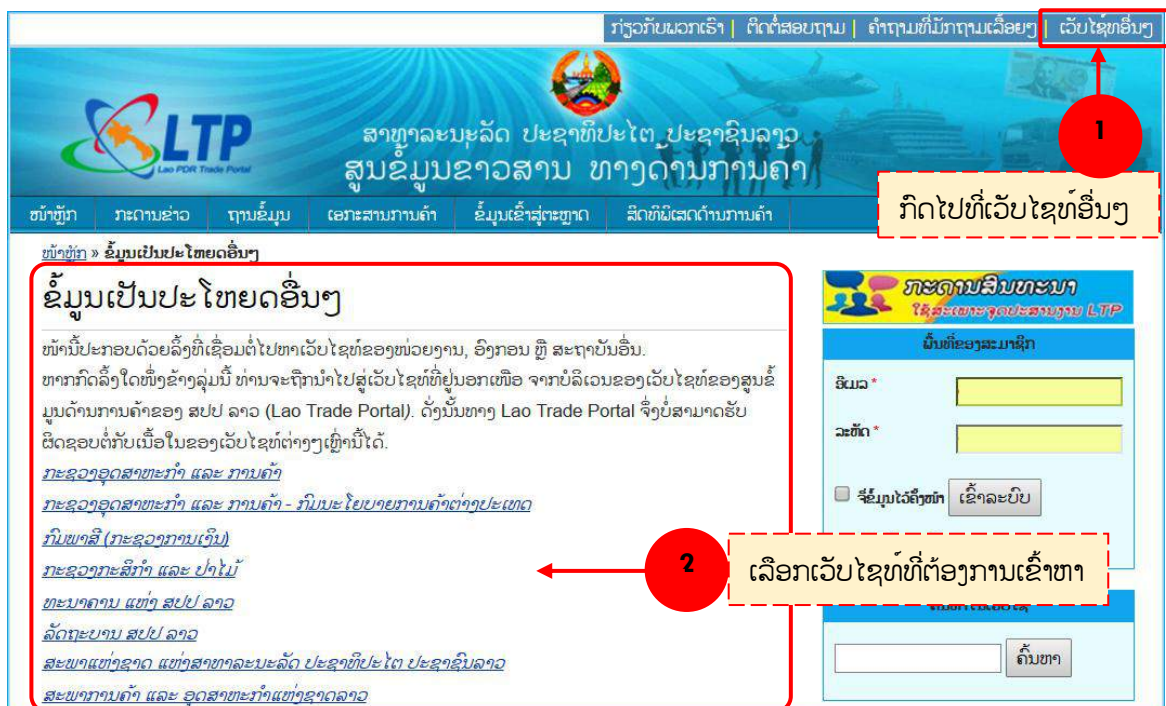 ກ່ຽວກັບພວກເຮົາ | ຕິດຕໍ່ສອບຖາມ | ຄຳຖາມທີ່ມັກຖາມເລື້ອຍໆ | ເວັບໄຊ໌ທອື່ນໆ
LTP
Lao PDR Trade Portal
ສາທາລະນະລັດ ປະຊາທິປະໄຕ ປະຊາຊົນລາວ
ສູນຂໍ້ມູນຂາວສານ ທາງດ້ານການຄ້າ
1
ກົດໄປທີ່ເວັບໄຊທ໌ອື່ນໆ
ໜ້າຫຼັກ ກະດານຂ່າວ ຖານຂໍ້ມູນ ເອກະສານການຄ້າ ຂໍ້ມູນເຂົ້າສູ່ຕະຫຼາດ ສິດທິພິເສດດ້ານການຄ້າ
ໜ້າຫຼັກ » ຂໍ້ມູນເປັນປະໂຫຍດອື່ນໆ
ຂໍ້ມູນເປັນປະໂຫຍດອື່ນໆ
ໜ້ານີ້ປະກອບດ້ວຍລິ້ງທີ່ເຊື່ອມຕໍ່ໄປຫາເວັບໄຊທ໌ຂອງໜ່ວຍງານ, ອົງກອນ ຫຼື ສະຖາບັນອື່ນ.
ຫາກກົດລິ້ງໃດໜຶ່ງຂ້າງລຸ່ມນີ້ ທ່ານຈະຖືກນຳໄປສູ່ເວັບໄຊທ໌ທີ່ຢູ່ນອກເໜືອ ຈາກບໍລິເວນຂອງເວັບໄຊທ໌ຂອງສູນຂໍ້
ມູນດ້ານການຄ້າຂອງ ສປປ ລາວ (Lao Trade Portal). ດັ່ງນັ້ນທາງ Lao Trade Portal ຈຶ່ງບໍ່ສາມາດຮັບ
ຜິດຊອບຕໍ່ກັບເນື້ອໃນຂອງເວັບໄຊທ໌ຕ່າງໆເຫຼົ່ານີ້ໄດ້.
ກະຊວງອຸດສາຫະກຳ ແລະ ການຄ້າ
ກະຊວງອຸດສາຫະກຳ ແລະ ການຄ້າ - ກົມນະໂຍບາຍການຄ້າຕ່າງປະເທດ
ກົມພາສີ (ກະຊວງການເງິນ)
ກະຊວງກະສິກຳ ແລະ ປ່າໄມ້
ທະນາຄານ ແຫ່ງ ສປປ ລາວ
ລັດຖະບານ ສປປ ລາວ
ສະພາແຫ່ງຊາດ ແຫ່ງສາທາລະນະລັດ ປະຊາທິປະໄຕ ປະຊາຊົນລາວ
ສະພາການຄ້າ ແລະ ອຸດສາຫະກຳແຫ່ງຊາດລາວ
2
ເລືອກເວັບໄຊທ໌ທີ່ຕ້ອງການເຂົ້າຫາ
ກະດານສົນທະນາ
ໃຊ້ສະເພາະຈຸດປະສານງານ LTP
ພື້ນທີ່ຂອງສະມາຊິກ
ອີເມລ *
ລະຫັດ *
ຈື່ຂໍ້ມູນໄວ້ຄັ້ງໜ້າ ເຂົ້າລະບົບ
ຄົ້ນຫາ